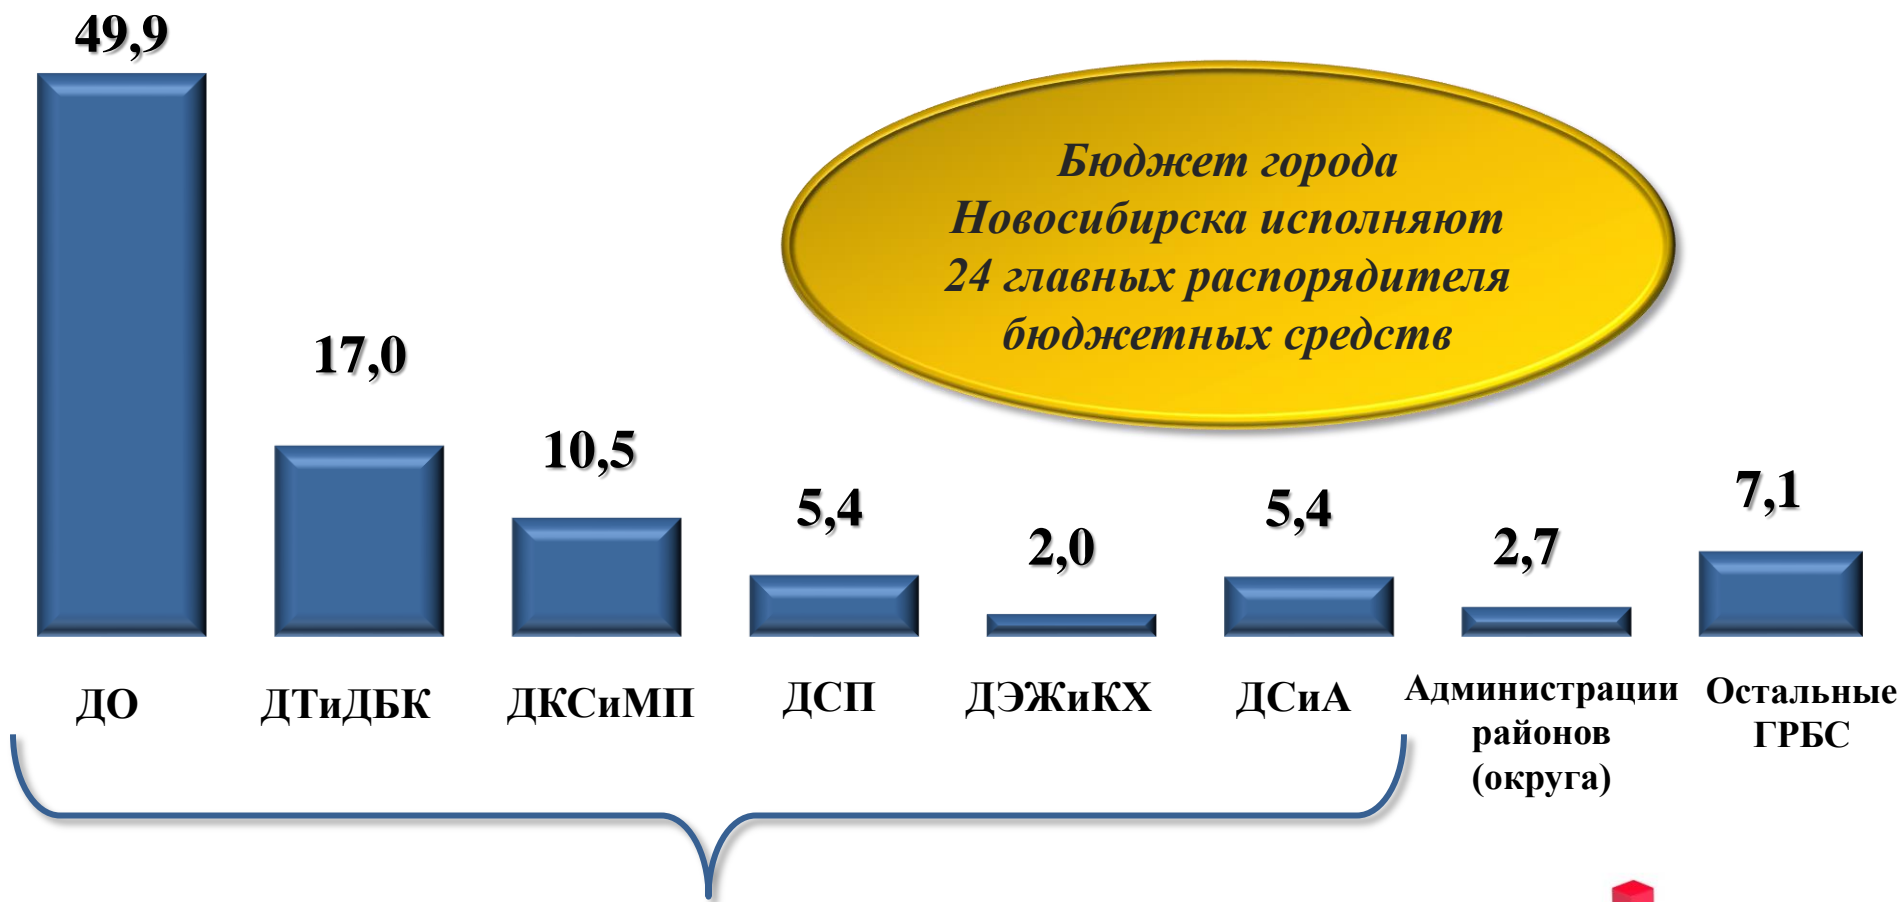 49,9
Бюджет города
Новосибирска исполняют
24 главных распорядителя
бюджетных средств
17,0
10,5
5,4
2,0
5,4
2,7
7,1
ДО
ДТиДБК
ДКСиМП
ДСП
ДЭЖиКХ
ДСиА
Администрации
районов
(округа)
Остальные
ГРБС